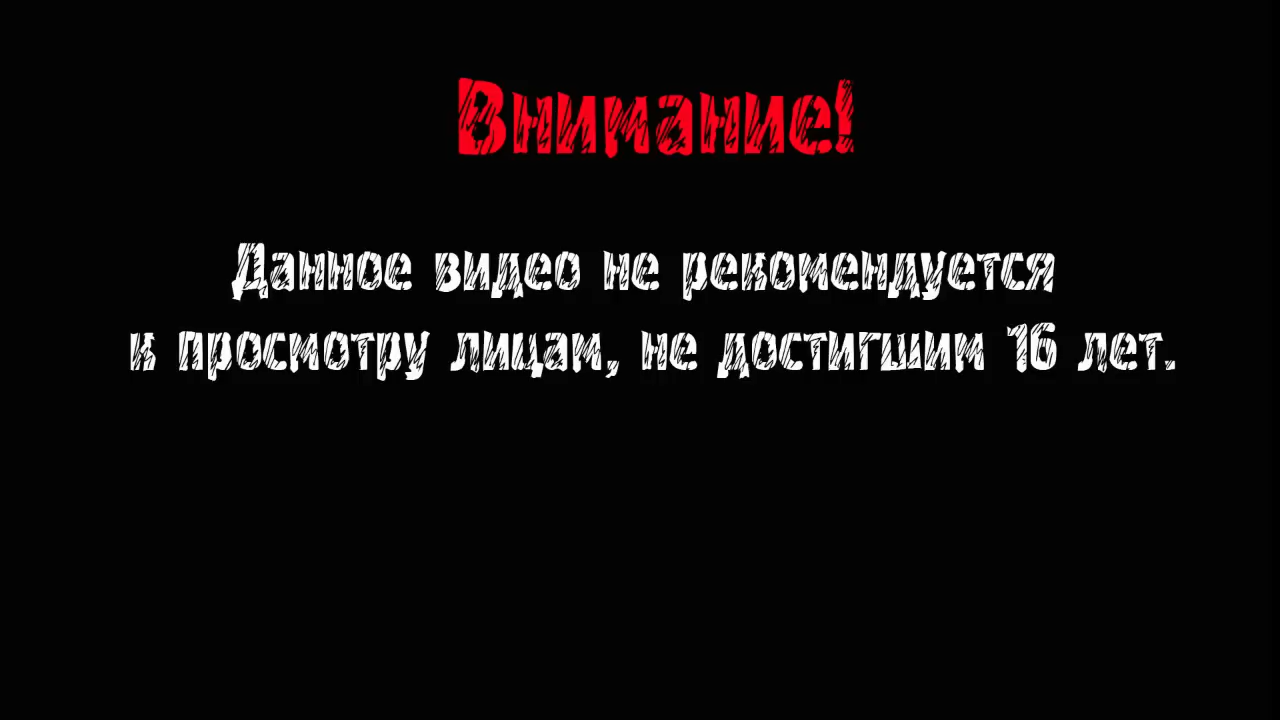 Внимание!
Данное видео не рекомендуется
к просмотру лицам, не достигшим 16 лет.